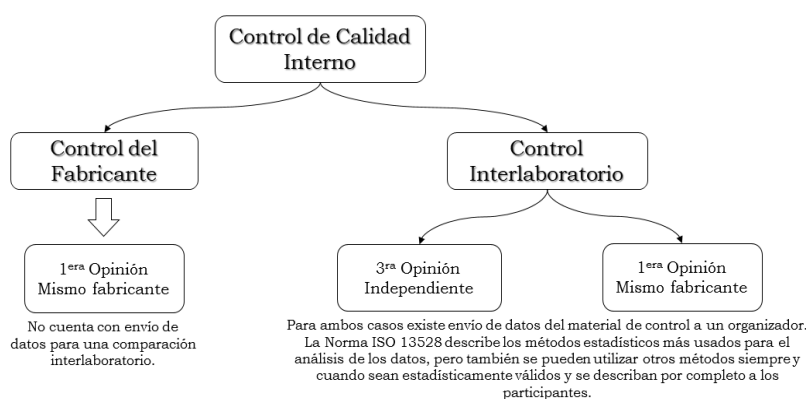 Control de Calidad
Interno
Control del
Fabricante
Control
Interlaboratorio
1era Opinión
Mismo fabricante
3ra Opinión
Independiente
1era Opinión
Mismo fabricante
No cuenta con envío de
datos para una comparación
interlaboratorio.
Para ambos casos existe envío de datos del material de control a un organizador.
La Norma ISO 13528 describe los métodos estadísticos más usados para el
análisis de los datos, pero también se pueden utilizar otros métodos siempre y
cuando sean estadísticamente válidos y se describan por completo a los
participantes.